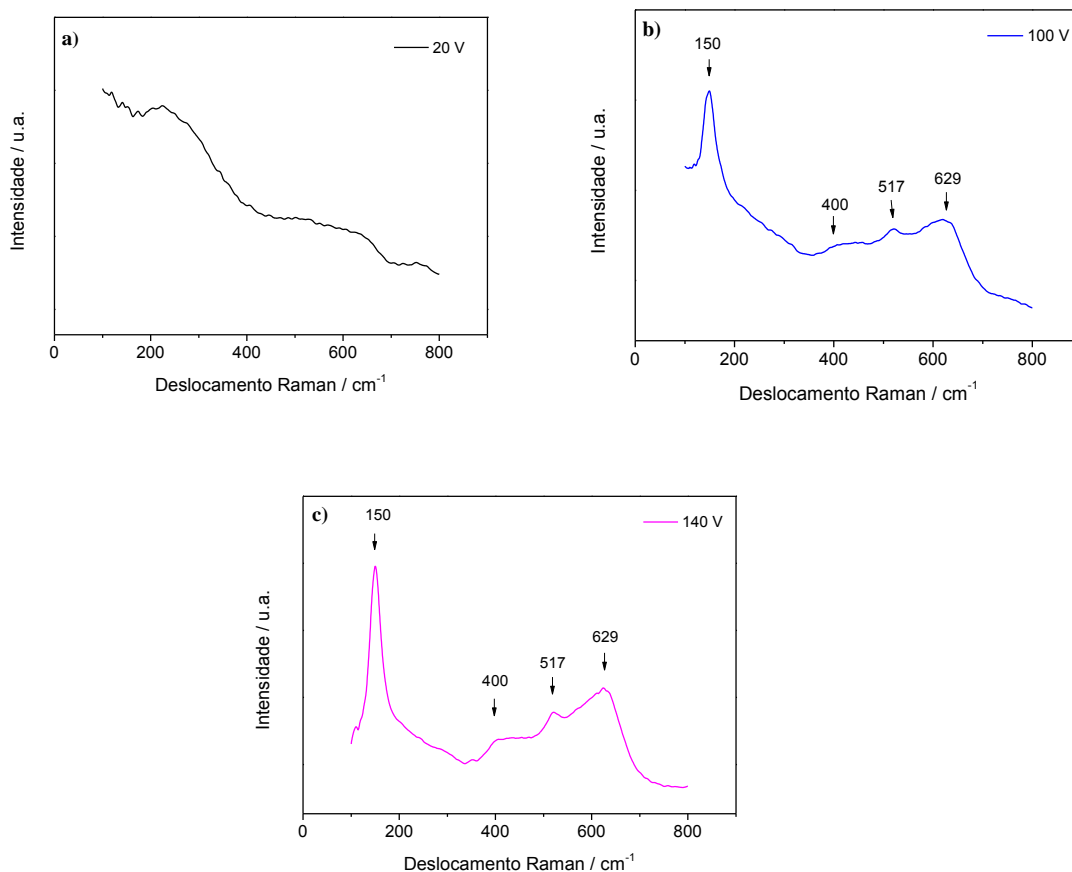 a)
20 V
Intensidade / u.a.
0 200 400 600 800
Deslocamento Raman / cm⁻¹
b)
100 V
150
400
517
629
Intensidade / u.a.
0 200 400 600 800
Deslocamento Raman / cm⁻¹
c)
140 V
150
400
517
629
Intensidade / u.a.
0 200 400 600 800
Deslocamento Raman / cm⁻¹